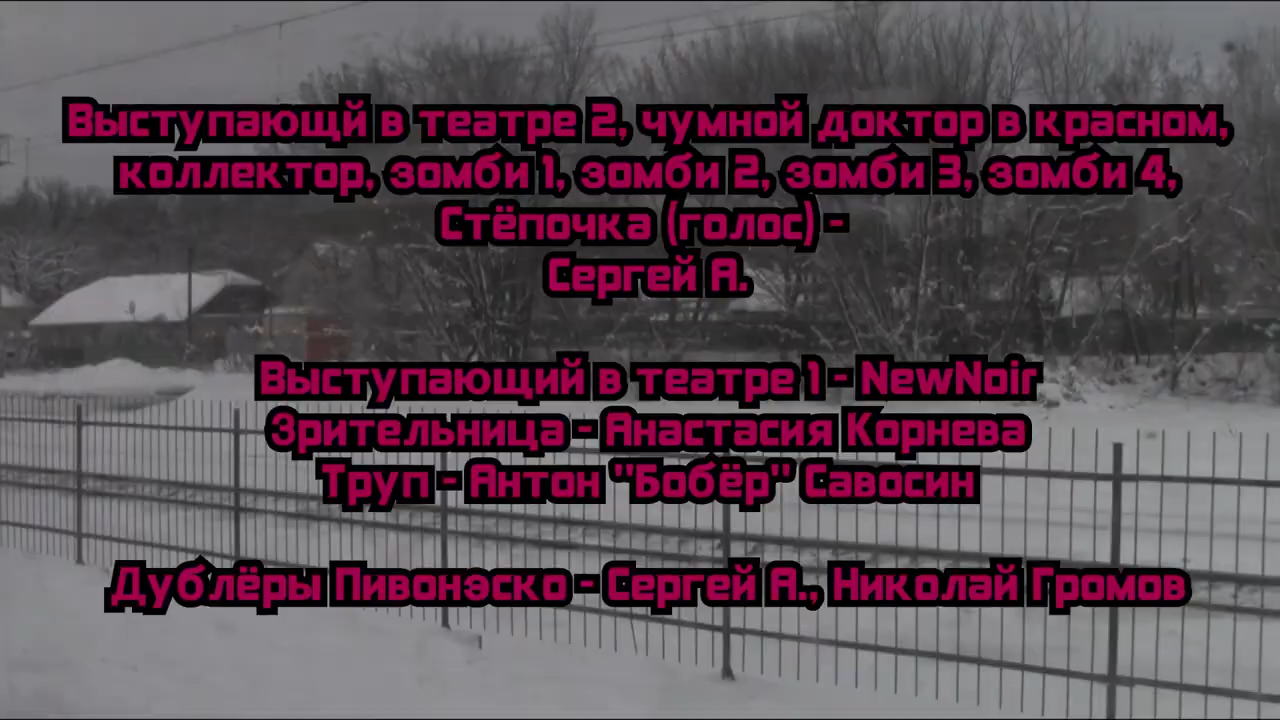 Выступающй в театре 2, чумной доктор в красном,
коллектор, зомби 1, зомби 2, зомби 3, зомби 4,
Стёпочка (голос) -
Сергей А.
Выступающий в театре 1 - NewNoir
Зрительница - Анастасия Корнева
Труп - Антон "Бобёр" Савосин
Дублёры Пивонэско - Сергей А., Николай Громов